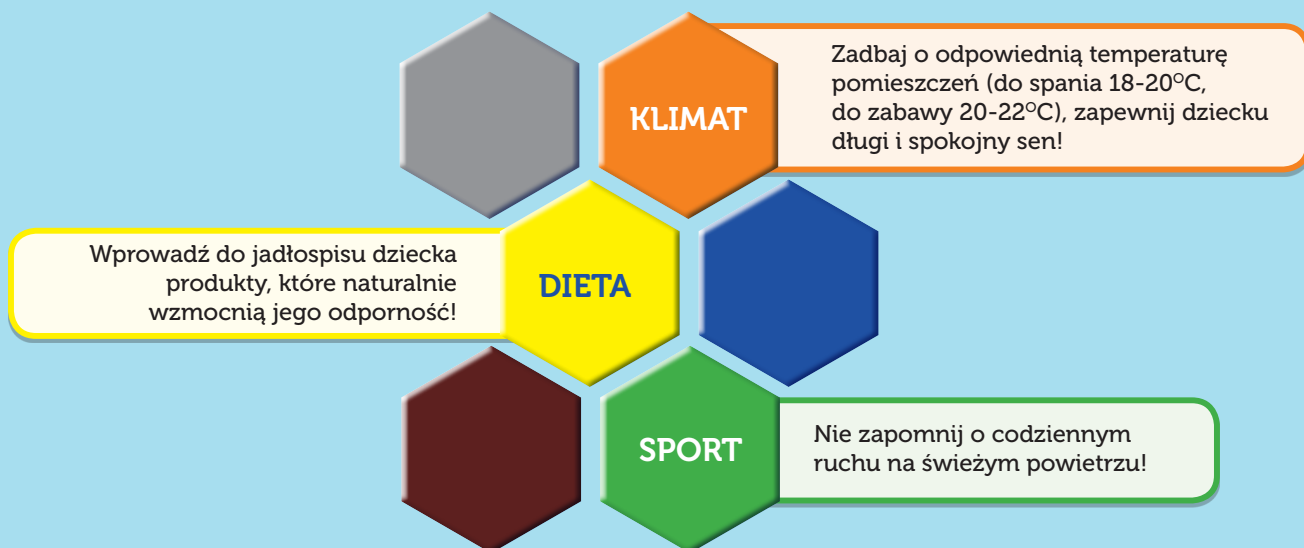 KLIMAT
Zadbaj o odpowiednią temperaturę
pomieszczeń (do spania 18-20°C,
do zabawy 20-22°C), zapewnij dziecku
długi i spokojny sen!
Wprowadź do jadłospisu dziecka
produkty, które naturalnie
wzmocnią jego odporność!
DIETA
SPORT
Nie zapomnij o codziennym
ruchu na świeżym powietrzu!